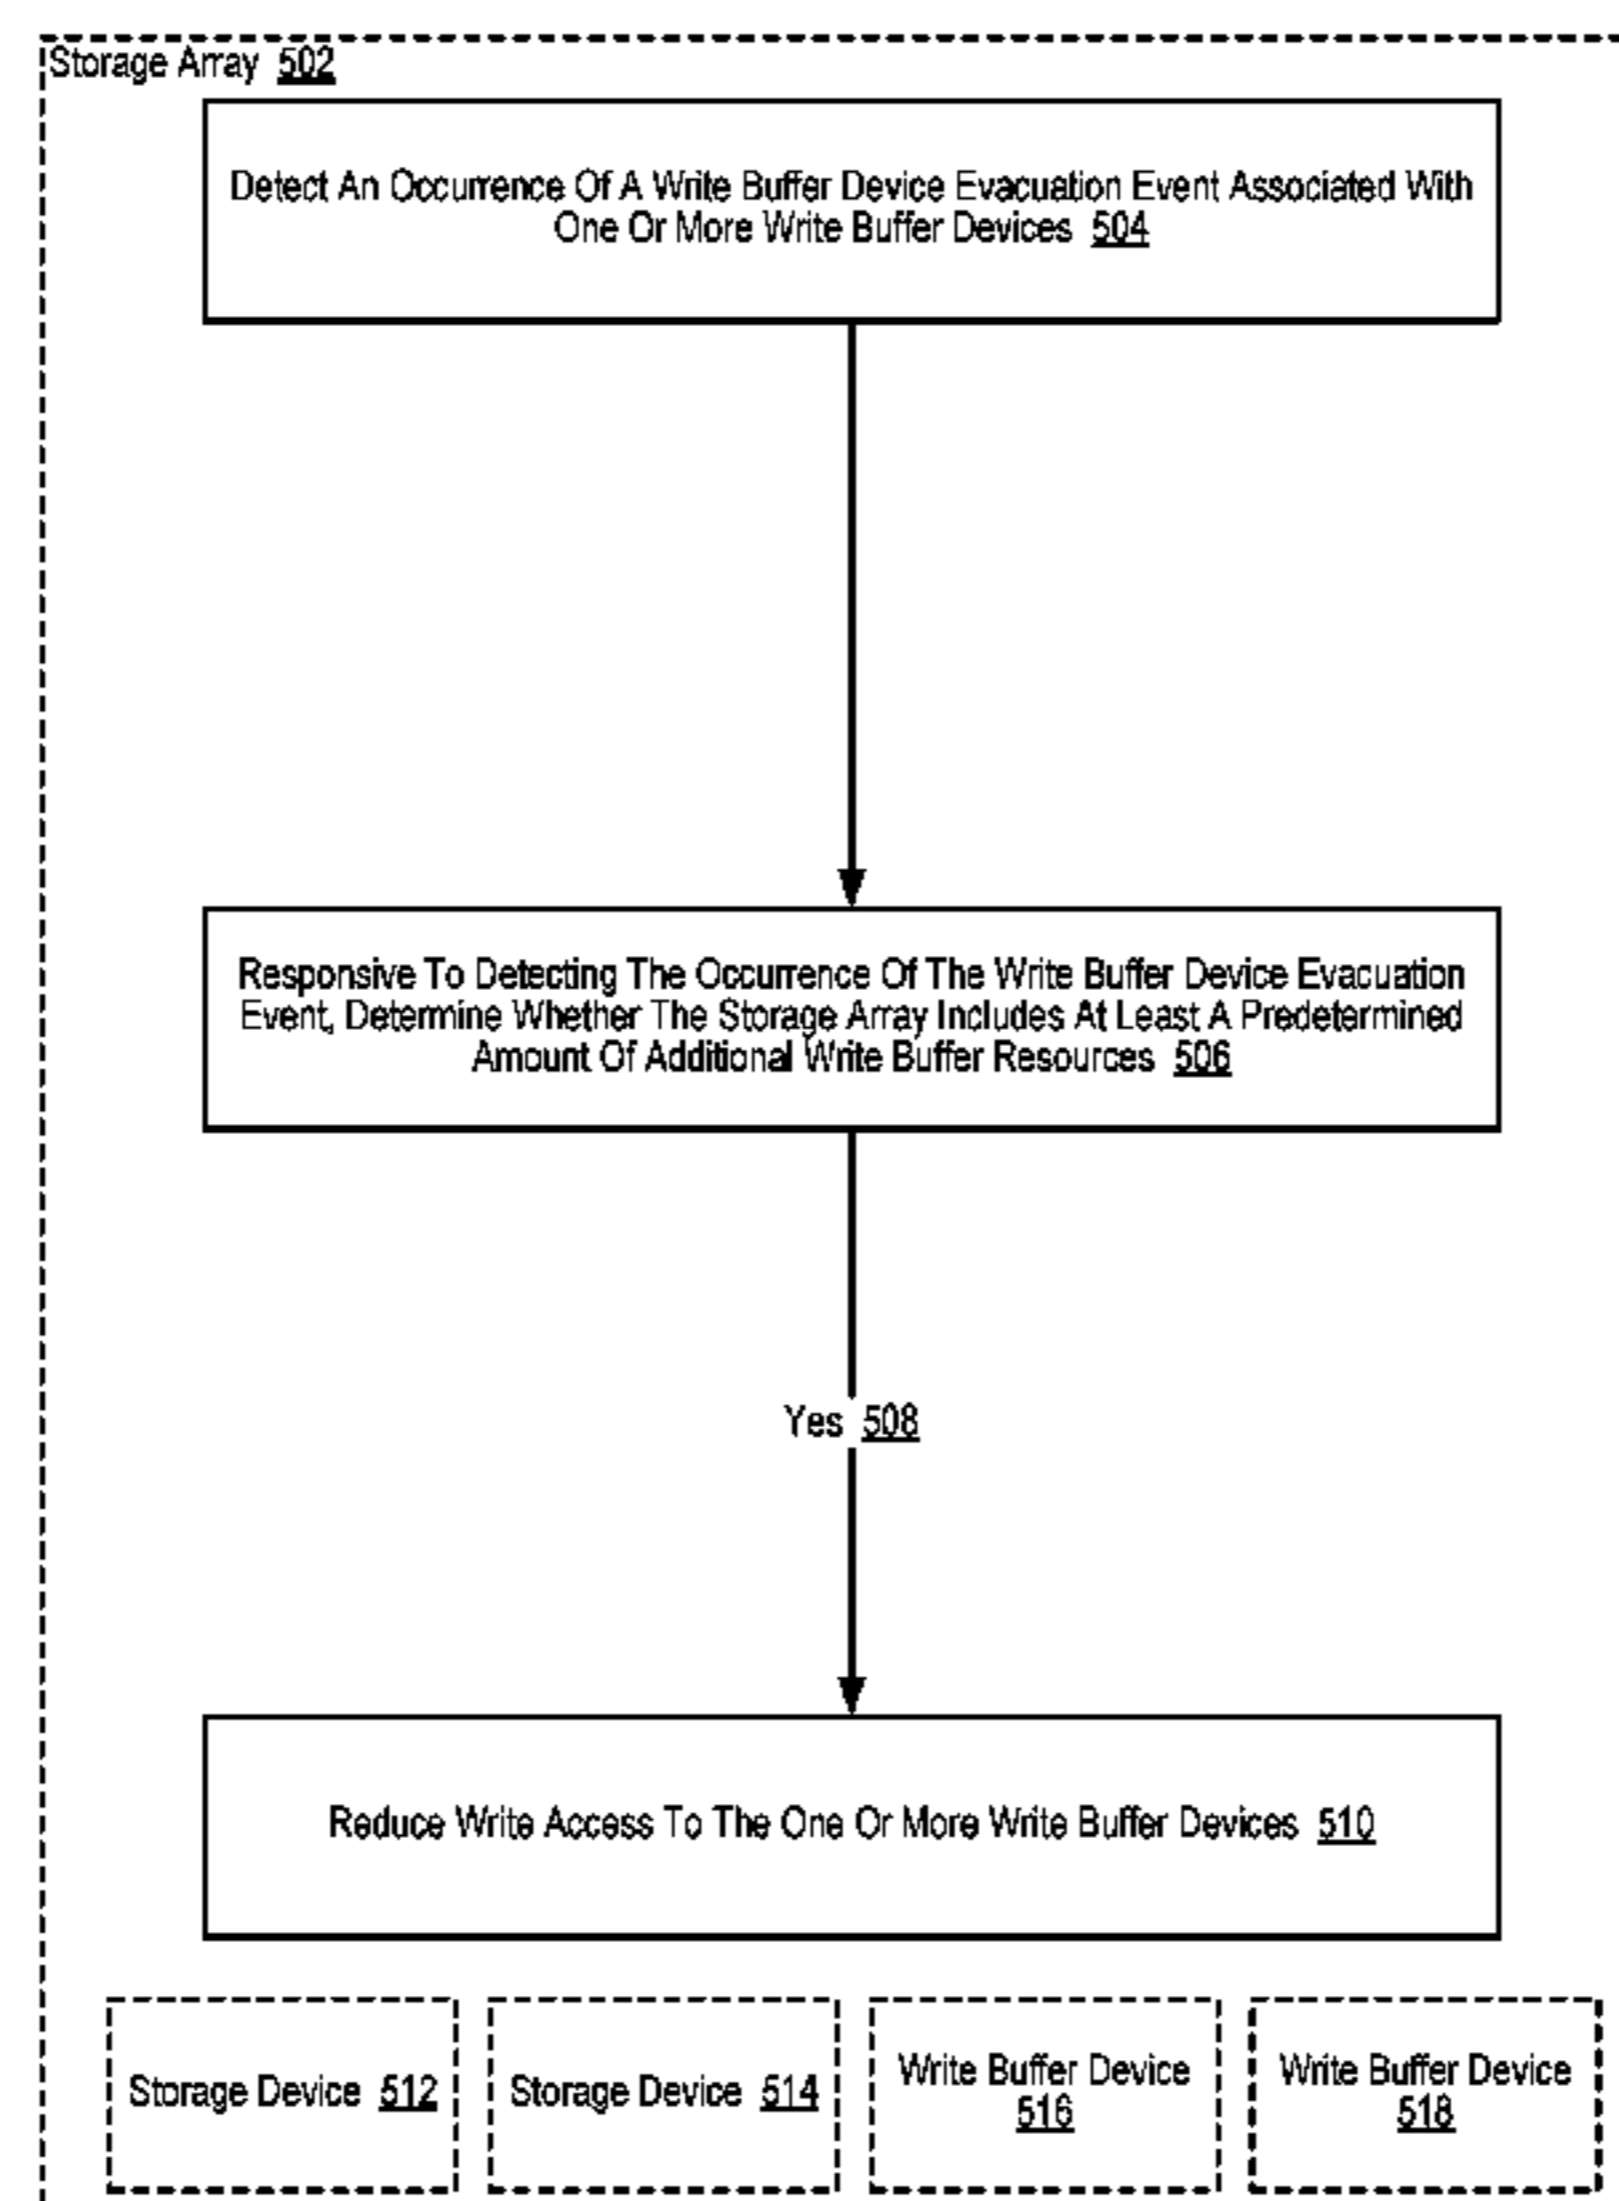 Storage Array 502
Detect An Occurrence Of A Write Buffer Device Evacuation Event Associated With
One Or More Write Buffer Devices 504
Responsive To Detecting The Occurrence Of The Write Buffer Device Evacuation
Event, Determine Whether The Storage Array Includes At Least A Predetermined
Amount Of Additional Write Buffer Resources 506
Yes 508
Reduce Write Access To The One Or More Write Buffer Devices 510
Storage Device 512
Storage Device 514
Write Buffer Device
516
Write Buffer Device
518